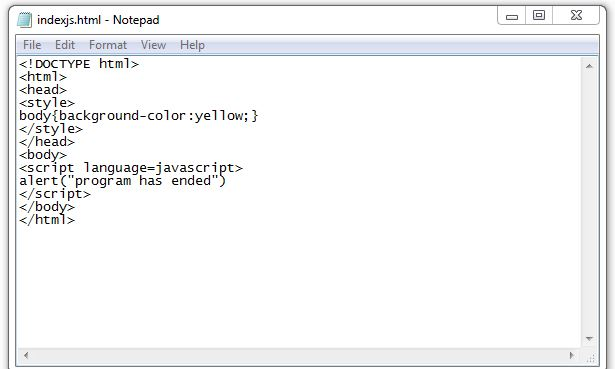 indexjs.html - Notepad
File Edit Format View Help
<!DOCTYPE html>
<html>
<head>
<style>
body{background-color:yellow;}
</style>
</head>
<body>
<script language=javascript>
alert("program has ended")
</script>
</body>
</html>